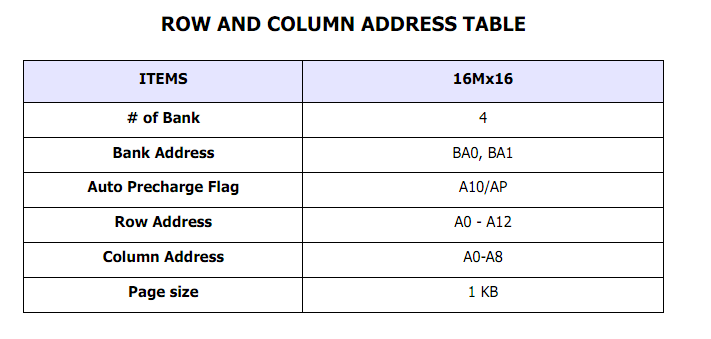 ROW AND COLUMN ADDRESS TABLE
ITEMS 16Mx16
# of Bank 4
Bank Address BA0, BA1
Auto Precharge Flag A10/AP
Row Address A0 - A12
Column Address A0-A8
Page size 1 KB